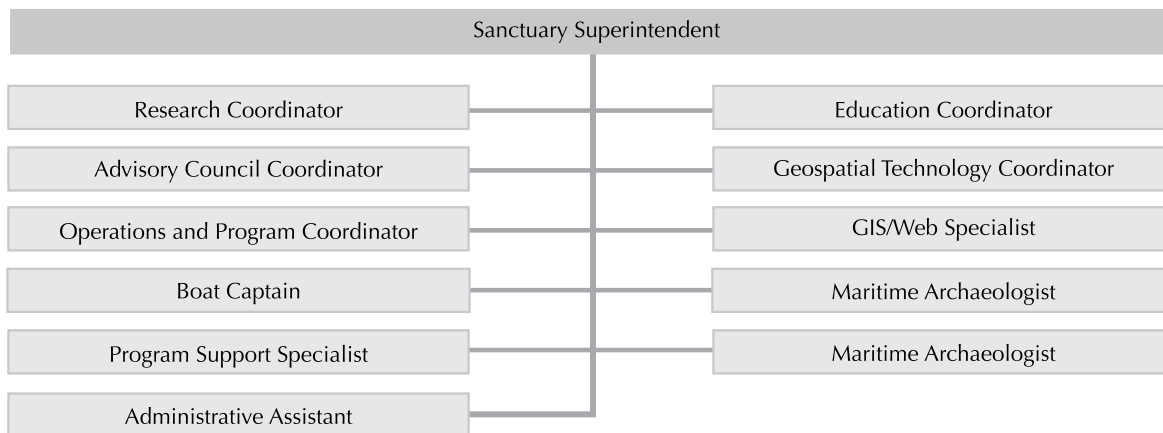 Sanctuary Superintendent
Research Coordinator
Education Coordinator
Advisory Council Coordinator
Geospatial Technology Coordinator
Operations and Program Coordinator
GIS/Web Specialist
Boat Captain
Maritime Archaeologist
Program Support Specialist
Maritime Archaeologist
Administrative Assistant